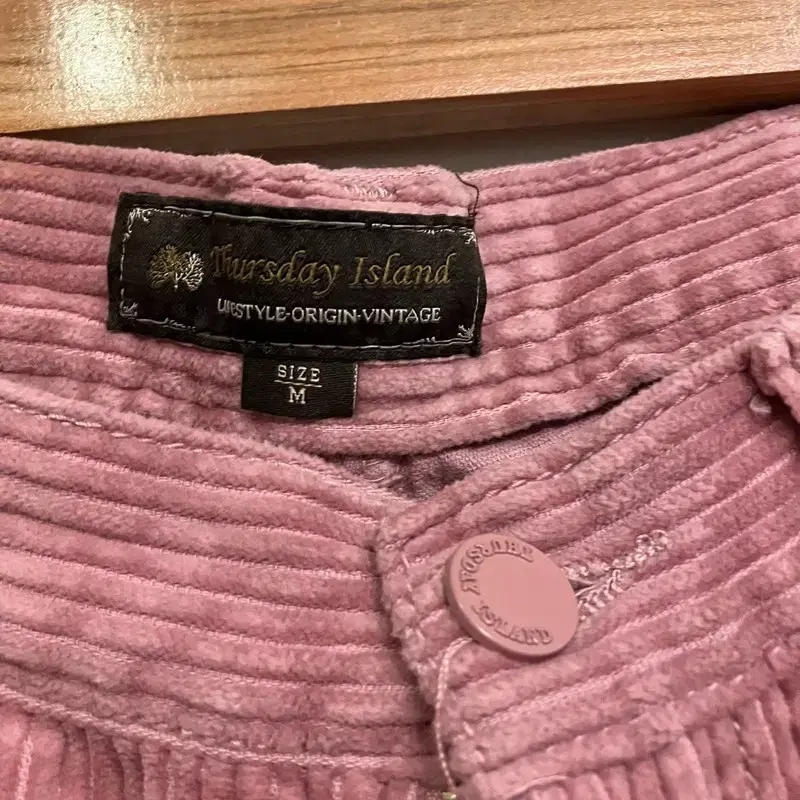 Thursday Island
LIFESTYLE-ORIGIN-VINTAGE
SIZE
M
THURSDAY
ISLAND